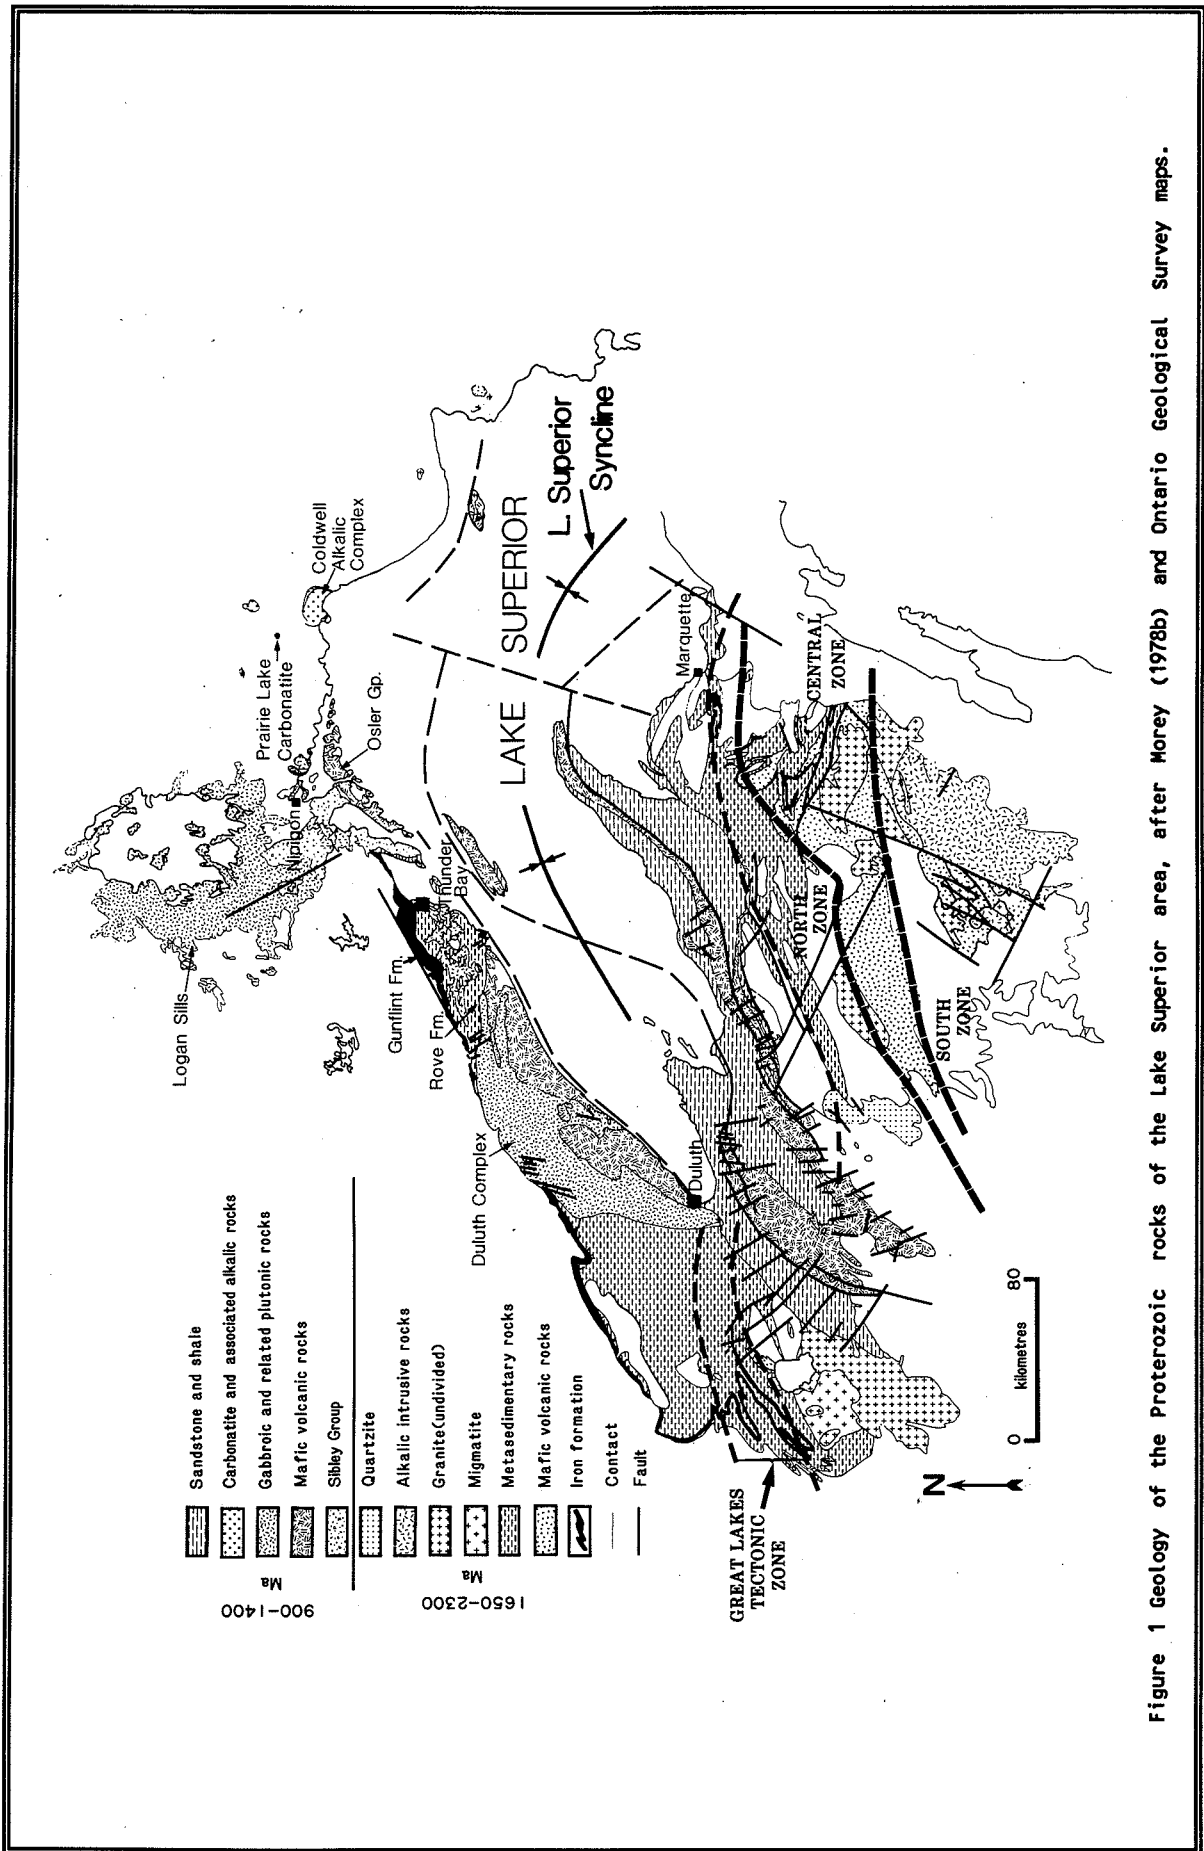 Sandstone and shale
Carbonatite and associated alkalic rocks
Gabbroic and related plutonic rocks
Mafic volcanic rocks
Sibley Group
900-1400
Ma
Quartzite
Alkalic intrusive rocks
Granite(undivided)
Migmatite
Metasedimentary rocks
Mafic volcanic rocks
Iron formation
Contact
Fault
1650-2300
Ma
Logan Sills
Nipigon
Prairie Lake
Carbonatite
Coldwell
Alkalic
Complex
Osler Gp.
Gunflint Fm.
Thunder
Bay
Rove Fm.
Duluth Complex
Duluth
LAKE SUPERIOR
L. Superior
Syncline
Marquette
CENTRAL
ZONE
NORTH
ZONE
SOUTH
ZONE
GREAT LAKES
TECTONIC
ZONE
N
0 80
kilometres
Figure 1 Geology of the Proterozoic rocks of the Lake Superior area, after Morey (1978b) and Ontario Geological Survey maps.